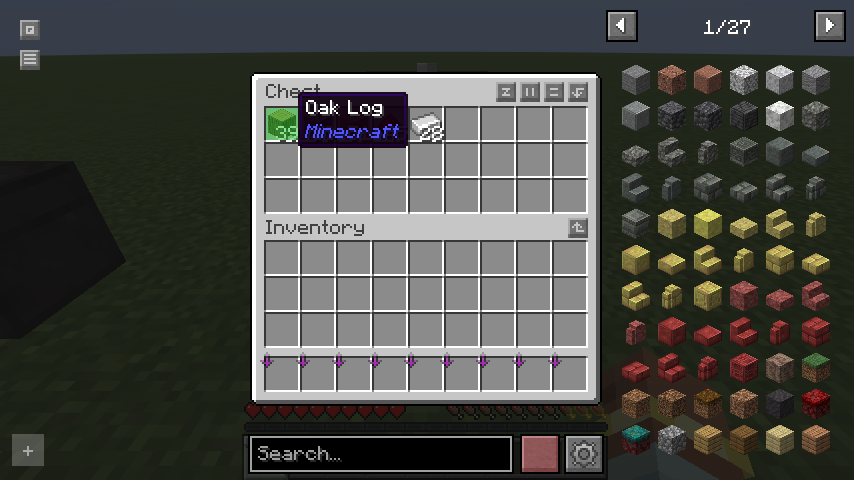 1/27
Chest
Oak Log
Minecraft
39
28
Inventory
Search...